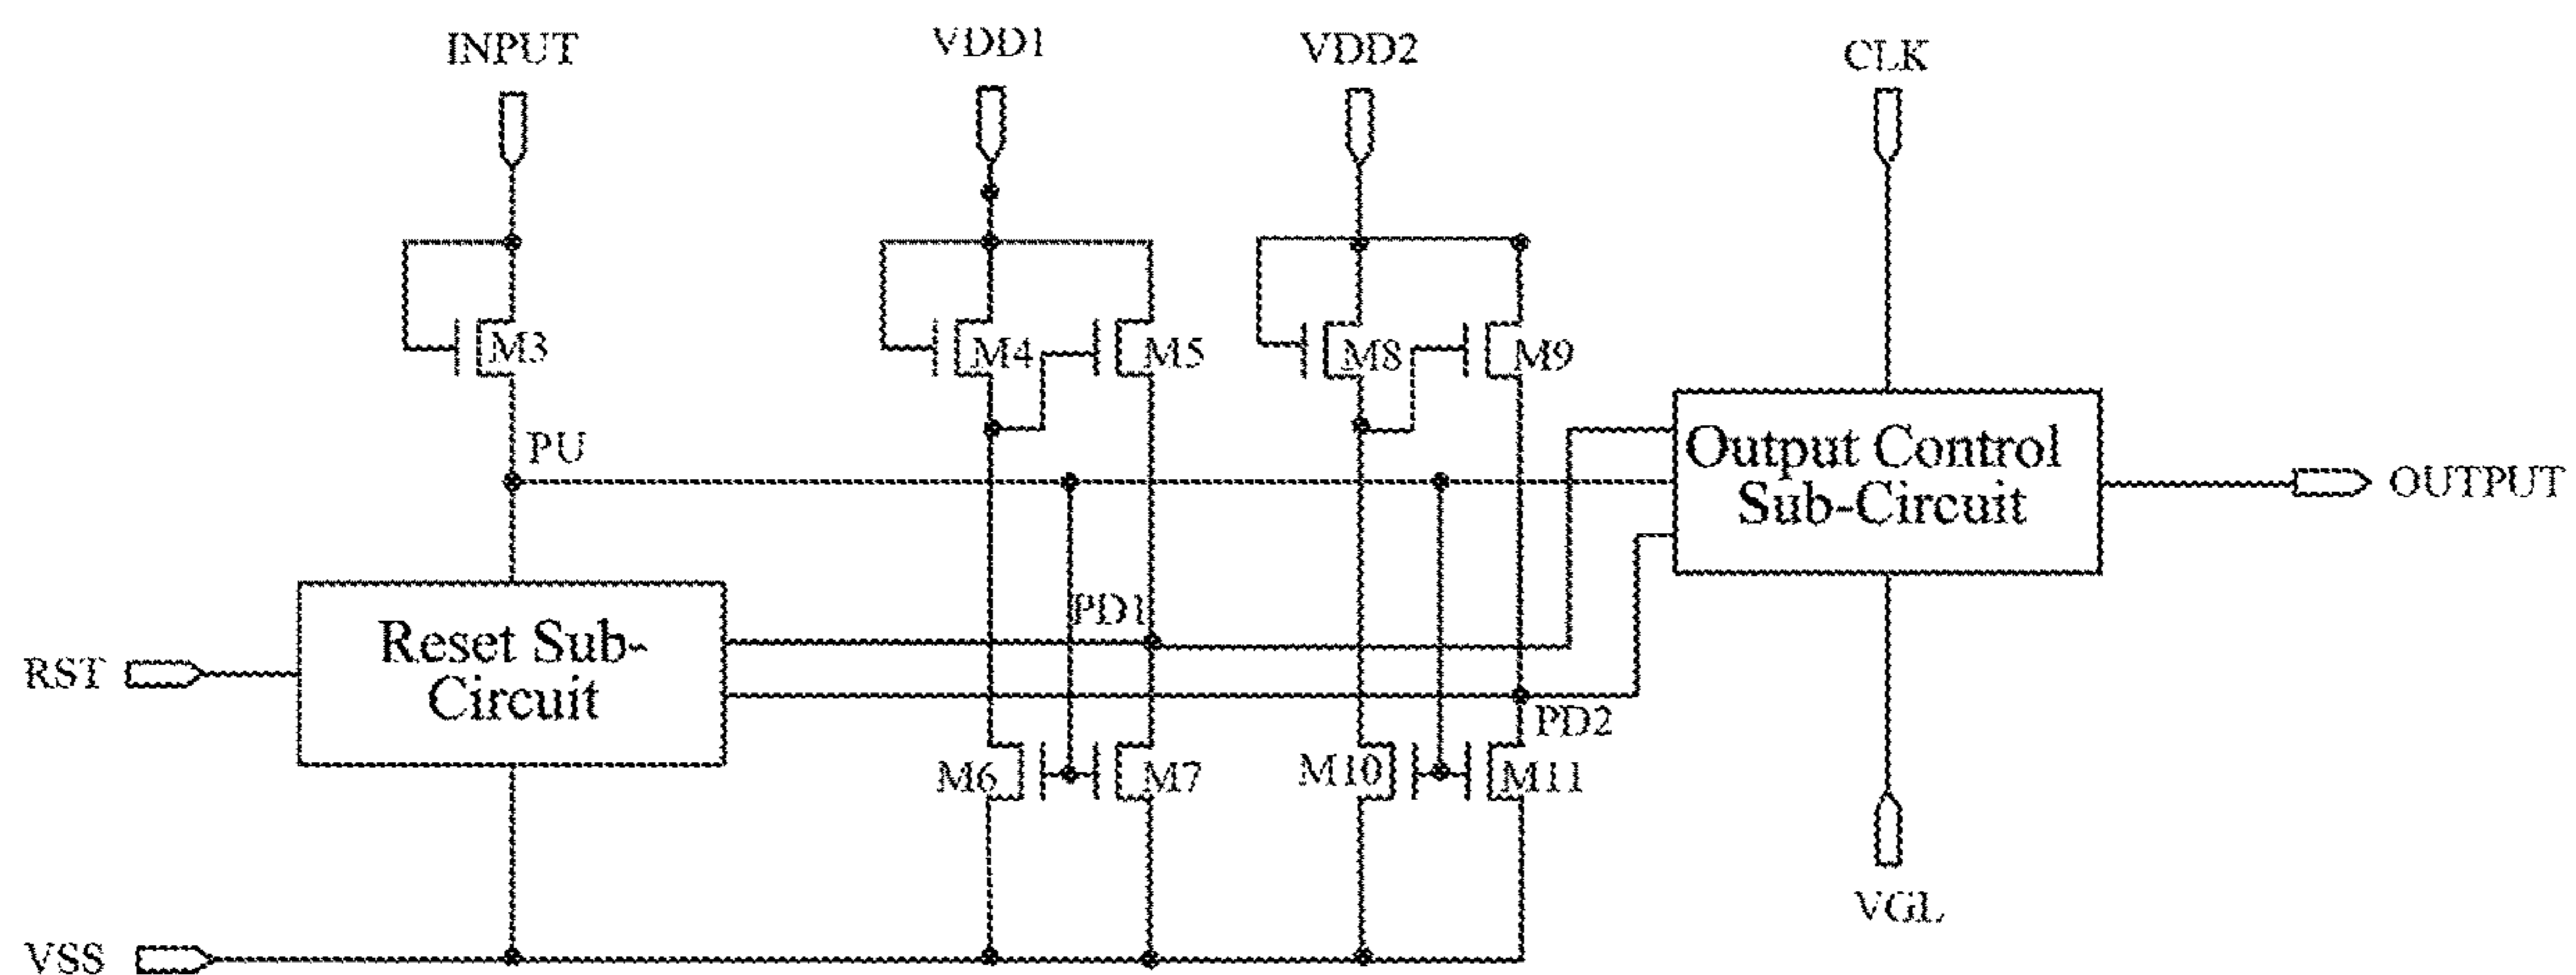 INPUT
VDD1
VDD2
CLK
M3
M4
M5
M8
M9
PU
Output Control
Sub-Circuit
OUTPUT
PD1
Reset Sub-
Circuit
RST
PD2
M6
M7
M10
M11
VGL
VSS